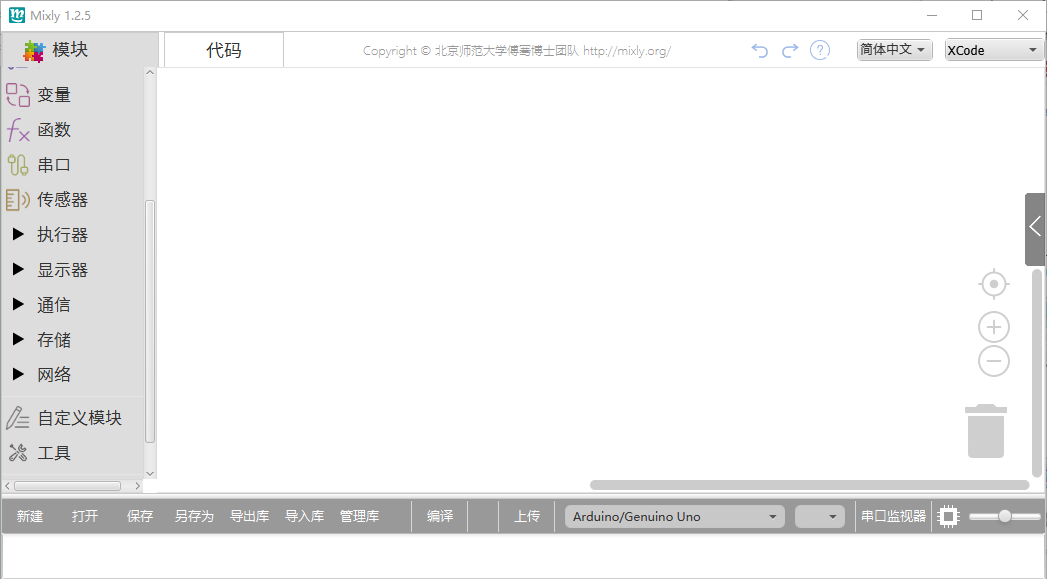 Mixly 1.2.5
模块
代码
Copyright © 北京师范大学傅骞博士团队 http://mixly.org/
简体中文
XCode
变量
函数
串口
传感器
执行器
显示器
通信
存储
网络
自定义模块
工具
新建 打开 保存 另存为 导出库 导入库 管理库 编译 上传 Arduino/Genuino Uno 串口监视器